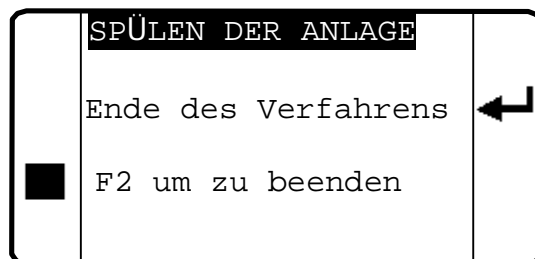 SPÜLEN DER ANLAGE
Ende des Verfahrens
F2 um zu beenden